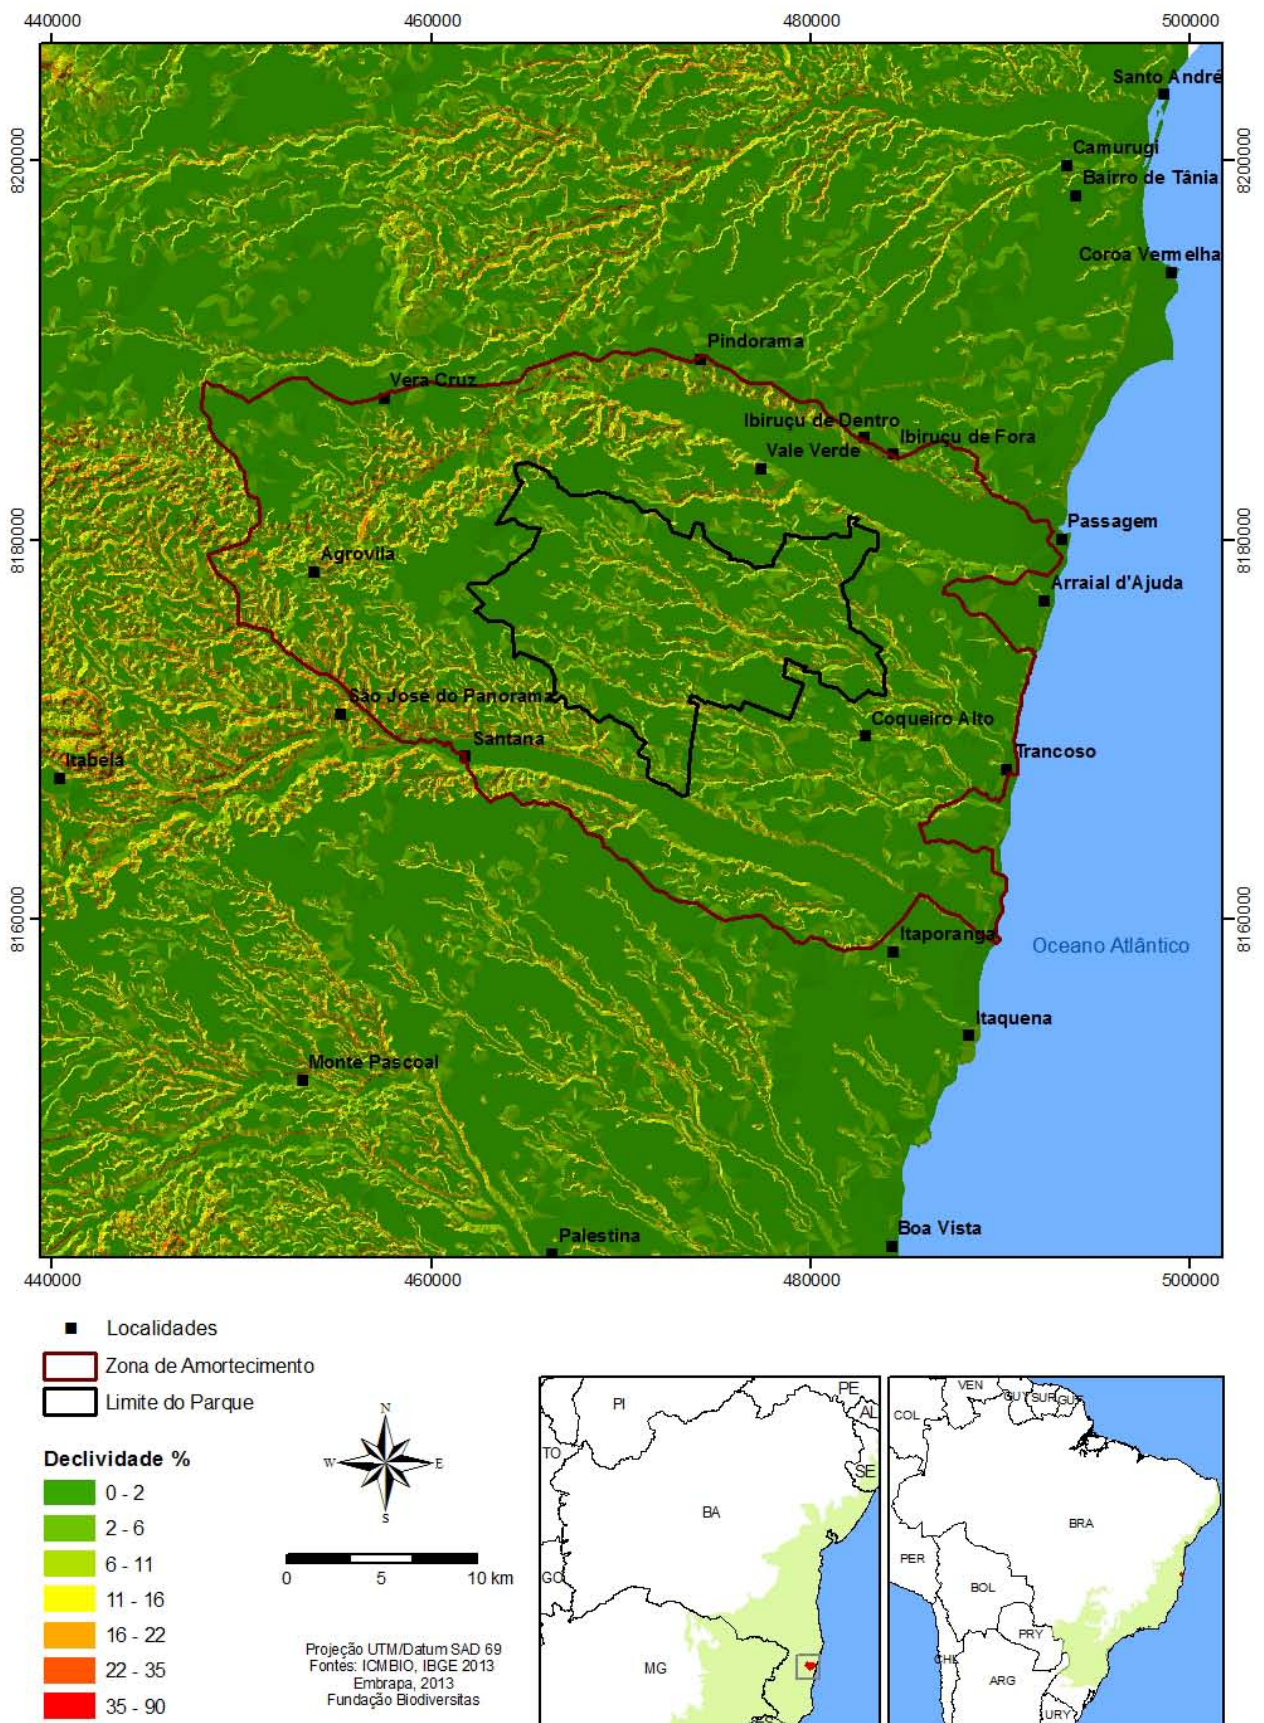 440000
460000
480000
500000
Santo André
8200000
8200000
Camurugi
Bairro de Tânia
Coroa Vermelha
Pindorama
Vera Cruz
Ibiruçu de Dentro
Ibiruçu de Fora
Vale Verde
8180000
8180000
Passagem
Agrovila
Arraial d'Ajuda
São José do Panorama
Coqueiro Alto
Santana
Trancoso
Itabela
8160000
8160000
Itaporanga
Oceano Atlântico
Itaquena
Monte Pascoal
Palestina
Boa Vista
440000
460000
480000
500000
Localidades
Zona de Amortecimento
Limite do Parque
Declividade %
0 - 2
2 - 6
6 - 11
11 - 16
16 - 22
22 - 35
35 - 90
N
W
E
S
0
5
10 km
Projeção UTM/Datum SAD 69
Fontes: ICMBIO, IBGE 2013
Embrapa, 2013
Fundação Biodiversitas
PI
PE
AL
TO
SE
BA
GO
MG
ES
VEN
GUY
SUR
COL
BRA
PER
BOL
PRY
CHL
ARG
URY